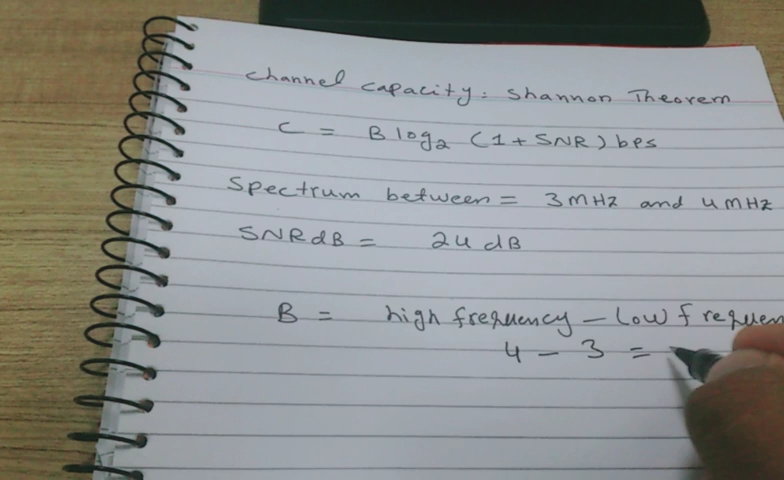 Channel capacity: Shannon Theorem
C = B log2 (1 + SNR) bps
Spectrum between = 3 MHZ and 4 MHZ
SNRdB = 24 dB
B = high frequency - Low frequen
4 - 3 =